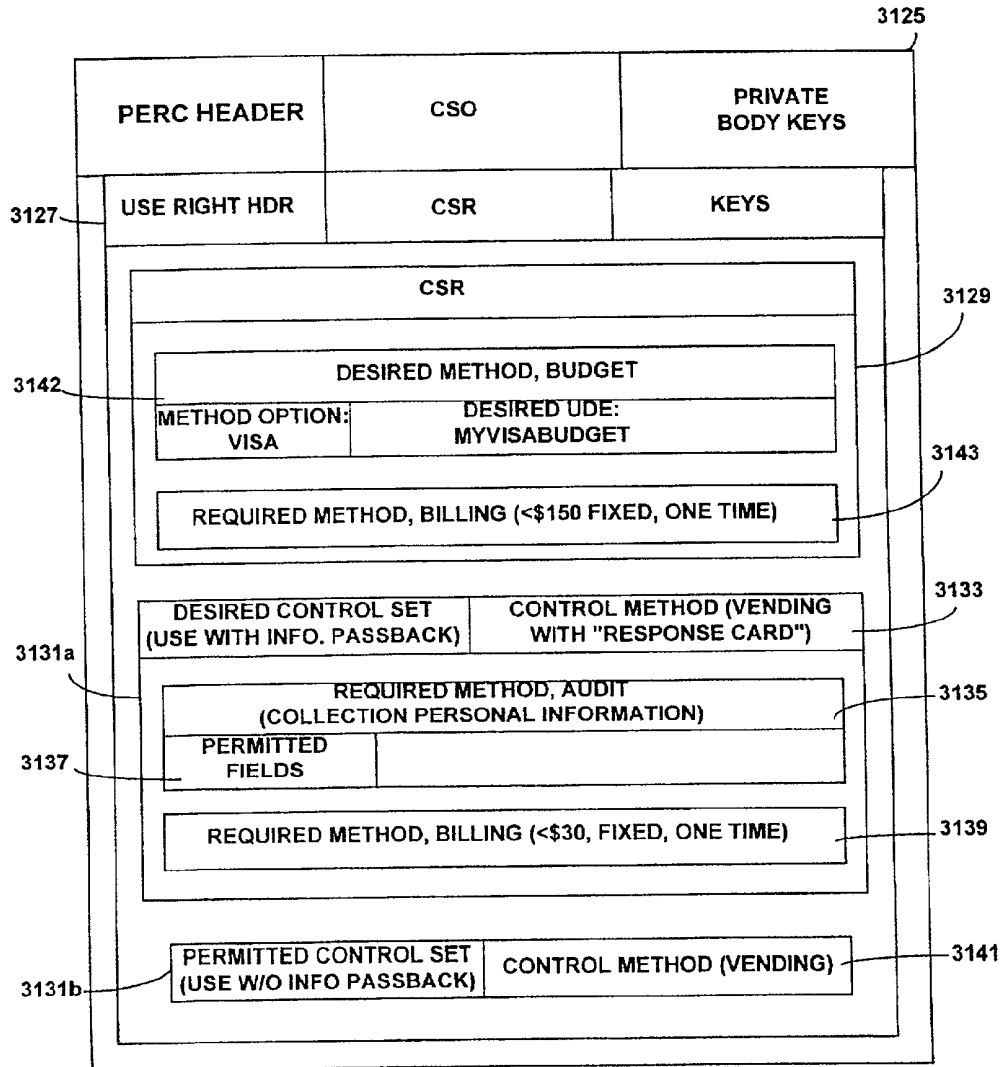 3125
PERC HEADER
CSO
PRIVATE
BODY KEYS
3127
USE RIGHT HDR
CSR
KEYS
CSR
3129
DESIRED METHOD, BUDGET
3142
METHOD OPTION:
VISA
DESIRED UDE:
MYVISABUDGET
3143
REQUIRED METHOD, BILLING (<$150 FIXED, ONE TIME)
DESIRED CONTROL SET
(USE WITH INFO. PASSBACK)
CONTROL METHOD (VENDING
WITH "RESPONSE CARD")
3133
3131a
REQUIRED METHOD, AUDIT
(COLLECTION PERSONAL INFORMATION)
3135
3137
PERMITTED
FIELDS
REQUIRED METHOD, BILLING (<$30, FIXED, ONE TIME)
3139
PERMITTED CONTROL SET
(USE W/O INFO PASSBACK)
CONTROL METHOD (VENDING)
3141
3131b